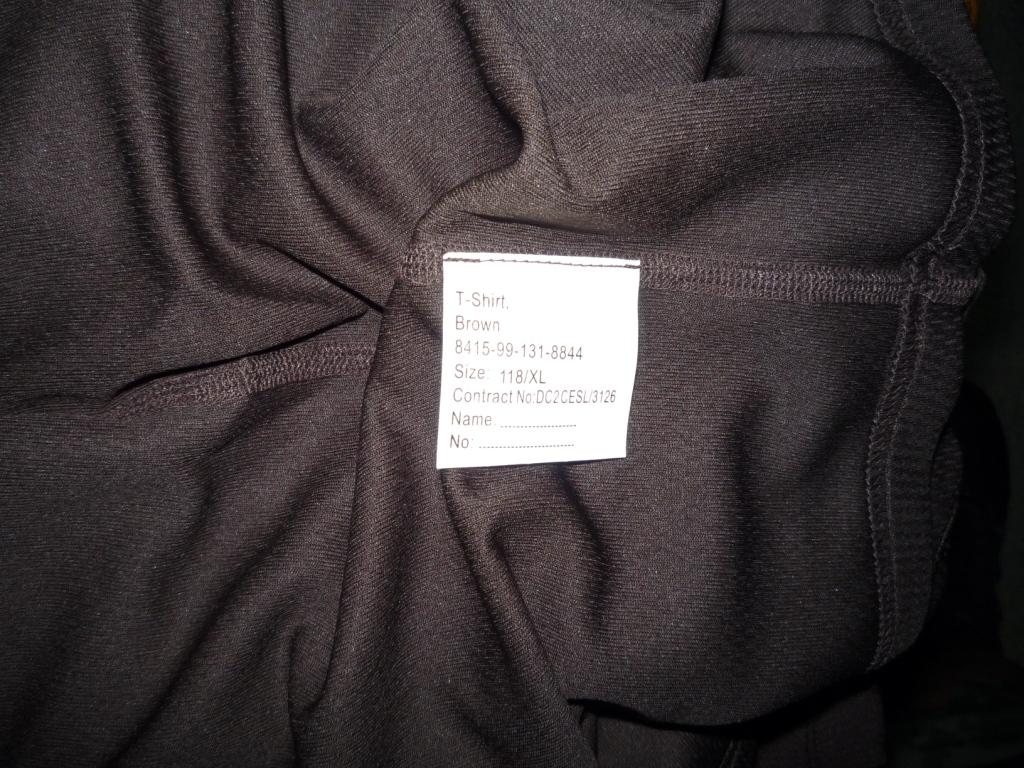 T-Shirt,
Brown
8415-99-131-8844
Size: 118/XL
Contract No:DC2CESL/3126
Name: ....................
No: ........................